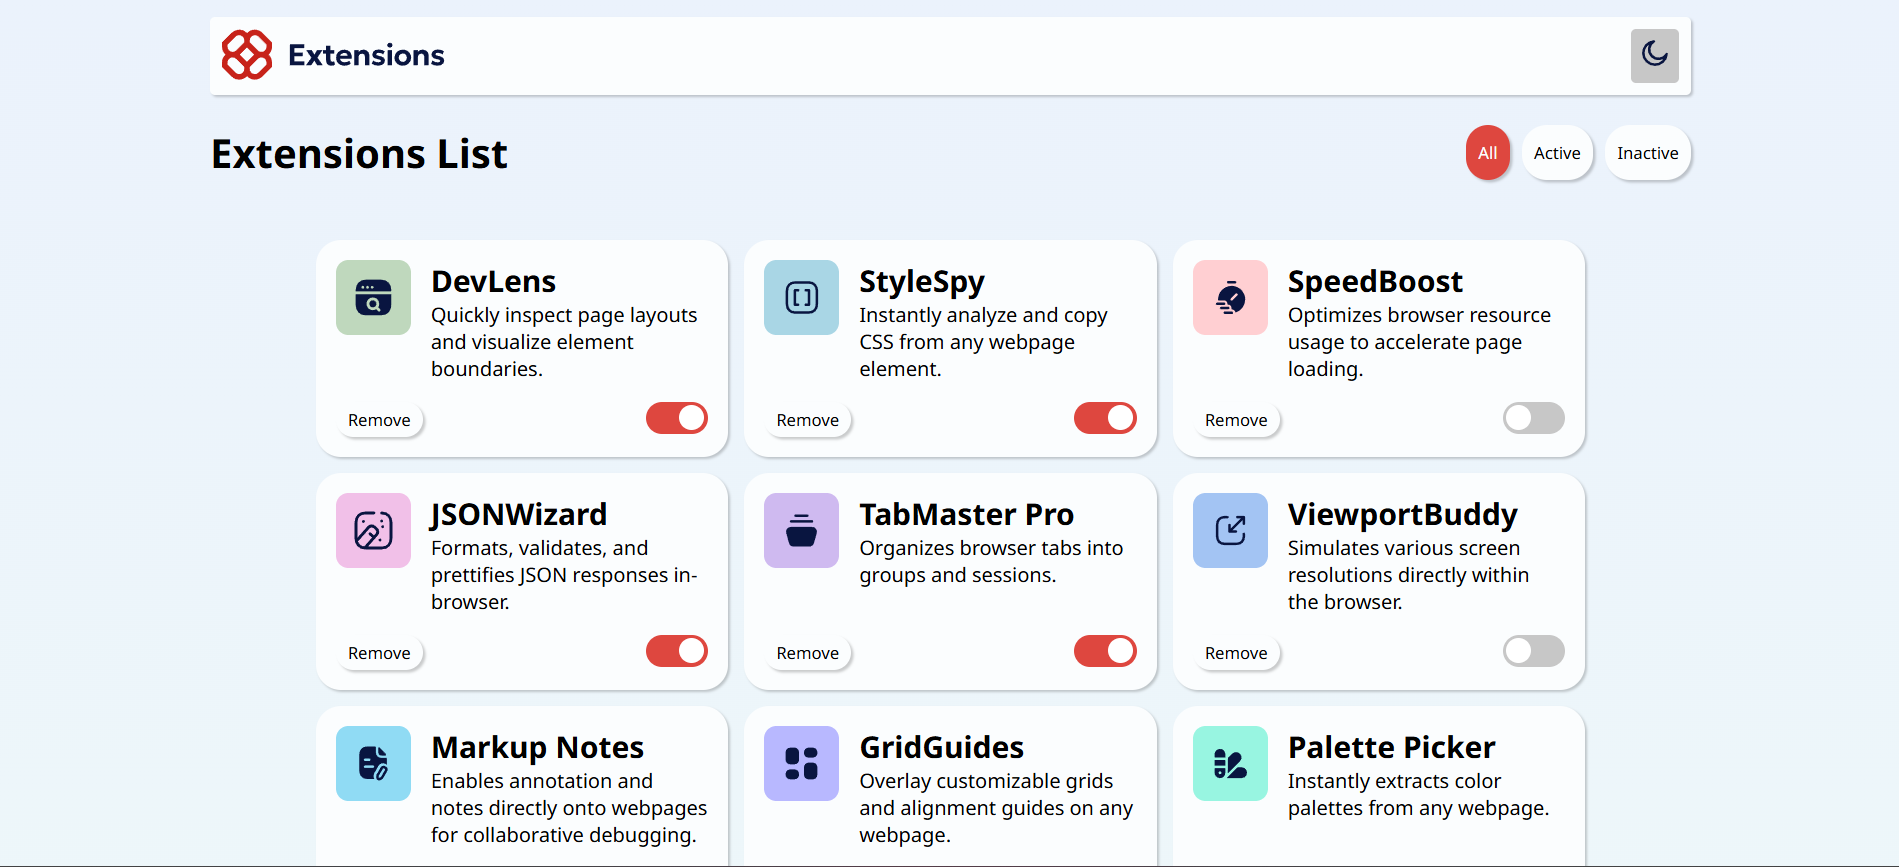 Extensions
Extensions List
All
Active
Inactive
DevLens
Quickly inspect page layouts
and visualize element
boundaries.
Remove
StyleSpy
Instantly analyze and copy
CSS from any webpage
element.
Remove
SpeedBoost
Optimizes browser resource
usage to accelerate page
loading.
Remove
JSONWizard
Formats, validates, and
prettifies JSON responses in-
browser.
Remove
TabMaster Pro
Organizes browser tabs into
groups and sessions.
Remove
ViewportBuddy
Simulates various screen
resolutions directly within
the browser.
Remove
Markup Notes
Enables annotation and
notes directly onto webpages
for collaborative debugging.
GridGuides
Overlay customizable grids
and alignment guides on any
webpage.
Palette Picker
Instantly extracts color
palettes from any webpage.